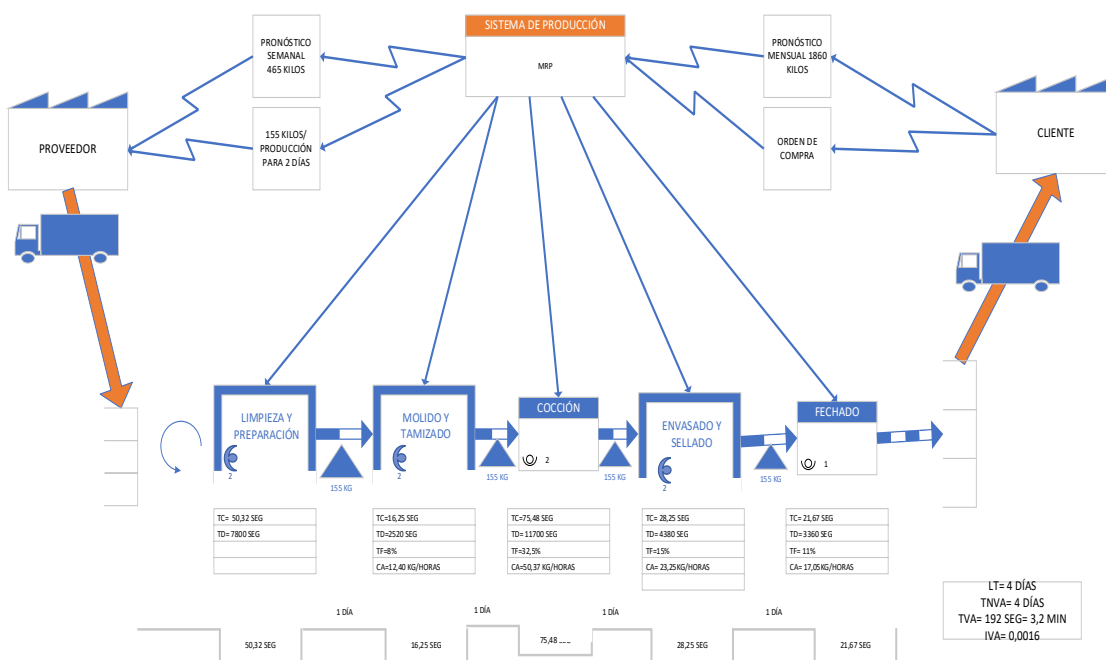 SISTEMA DE PRODUCCIÓN
MRP
PRONÓSTICO
SEMANAL
465 KILOS
155 KILOS/
PRODUCCIÓN
PARA 2 DÍAS
PRONÓSTICO
MENSUAL 1860
KILOS
ORDEN DE
COMPRA
PROVEEDOR
CLIENTE
LIMPIEZA Y
PREPARACIÓN
2
155 KG
MOLIDO Y
TAMIZADO
2
155 KG
COCCIÓN
2
155 KG
ENVASADO Y
SELLADO
2
155 KG
FECHADO
1
TC= 50,32 SEG
TD= 7800 SEG
TC=16,25 SEG
TD=2520 SEG
TF=8%
CA=12,40 KG/HORAS
TC=75,48 SEG
TD= 11700 SEG
TF=32,5%
CA=50,37 KG/HORAS
TC= 28,25 SEG
TD= 4380 SEG
TF=15%
CA= 23,25KG/HORAS
TC= 21,67 SEG
TD= 3360 SEG
TF= 11%
CA= 17,05KG/HORAS
LT= 4 DÍAS
TNVA= 4 DÍAS
TVA= 192 SEG= 3,2 MIN
IVA= 0,0016
1 DÍA
1 DÍA
1 DÍA
1 DÍA
50,32 SEG
16,25 SEG
75,48
28,25 SEG
21,67 SEG